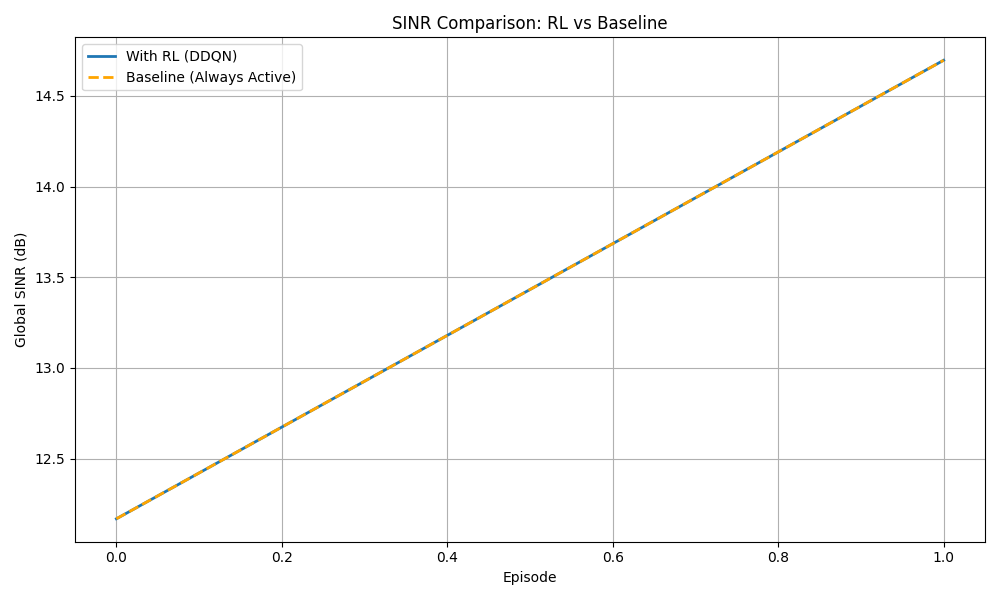 SINR Comparison: RL vs Baseline
With RL (DDQN)
Baseline (Always Active)
14.5
14.0
13.5
13.0
12.5
Global SINR (dB)
0.0 0.2 0.4 0.6 0.8 1.0
Episode